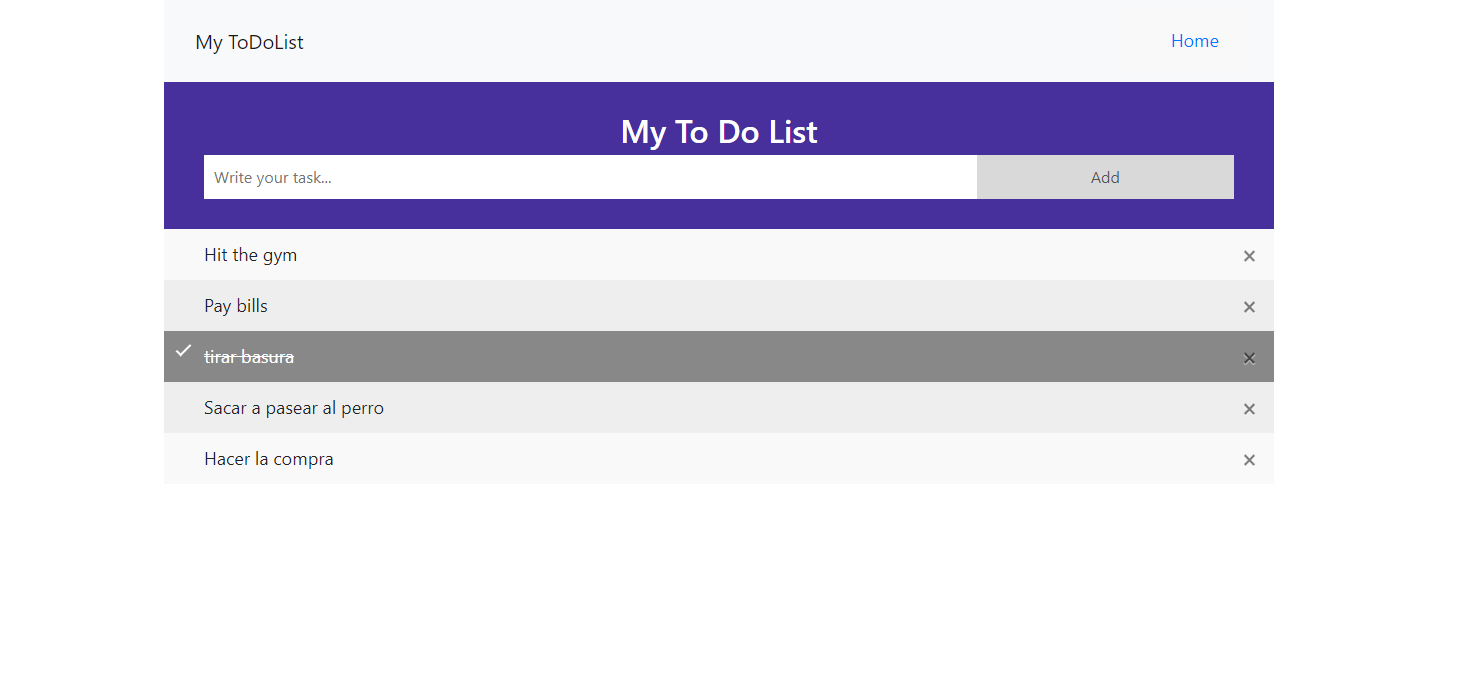 My ToDoList
Home
My To Do List
Write your task...
Add
Hit the gym
Pay bills
tirar basura
Sacar a pasear al perro
Hacer la compra